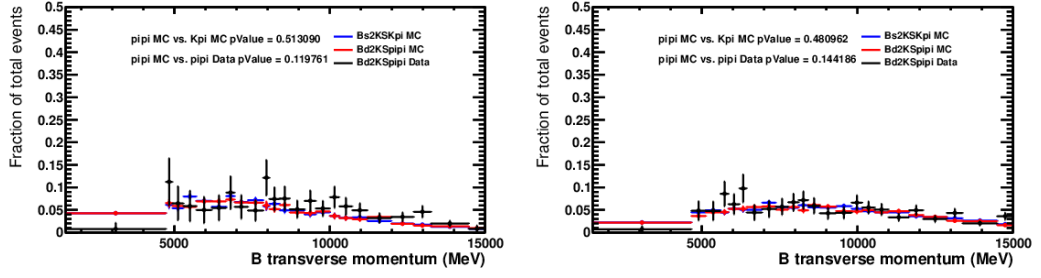 pipi MC vs. Kpi MC pValue = 0.513090
pipi MC vs. pipi Data pValue = 0.119761
Bs2KSKpi MC
Bd2KSpipi MC
Bd2KSpipi Data
Fraction of total events
0.5
0.45
0.4
0.35
0.3
0.25
0.2
0.15
0.1
0.05
0
5000
10000
15000
B transverse momentum (MeV)
pipi MC vs. Kpi MC pValue = 0.480962
pipi MC vs. pipi Data pValue = 0.144186
Bs2KSKpi MC
Bd2KSpipi MC
Bd2KSpipi Data
Fraction of total events
0.5
0.45
0.4
0.35
0.3
0.25
0.2
0.15
0.1
0.05
0
5000
10000
15000
B transverse momentum (MeV)